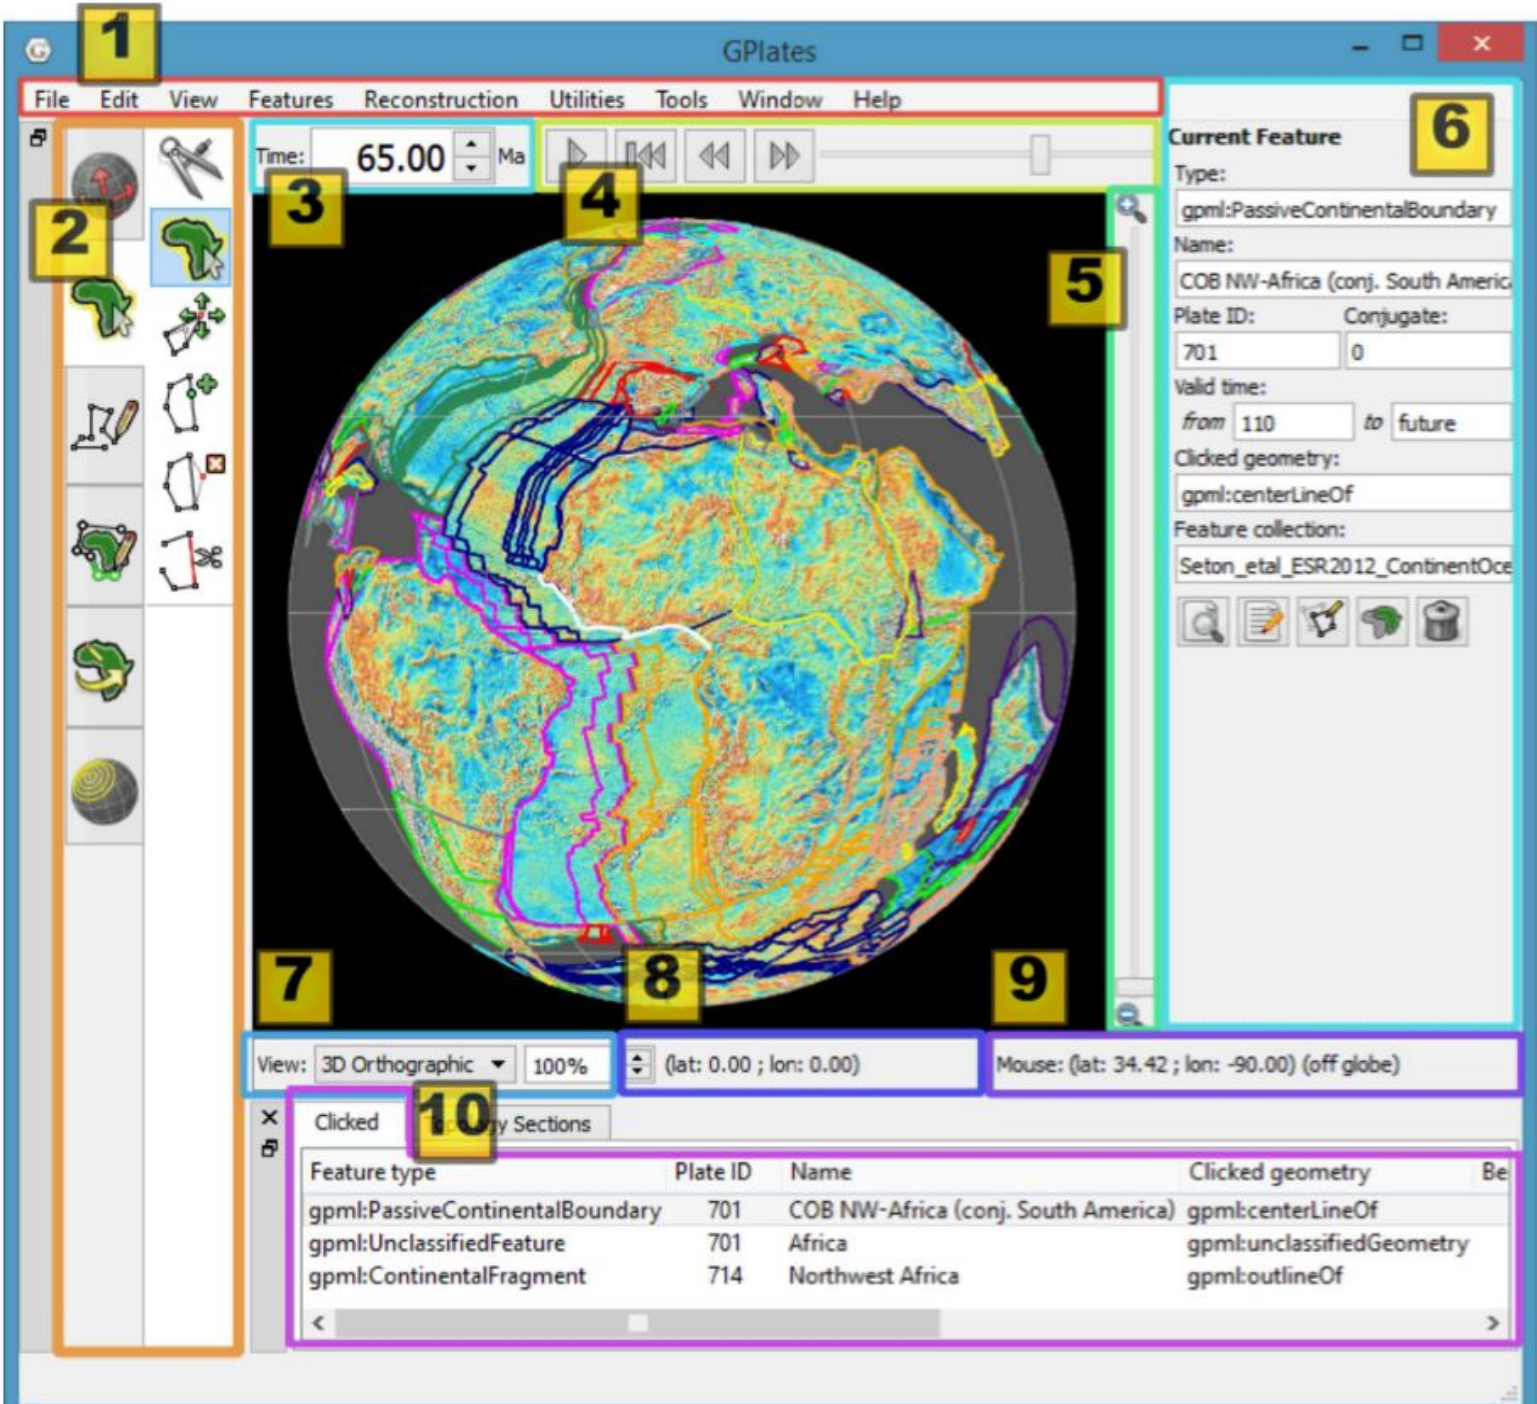 1
GPlates
File Edit View Features Reconstruction Utilities Tools Window Help
2
Time: 65.00 Ma
3
4
5
6
Current Feature
Type:
gpml:PassiveContinentalBoundary
Name:
COB NW-Africa (conj. South Americ
Plate ID: Conjugate:
701 0
Valid time:
from 110 to future
Clicked geometry:
gpml:centerLineOf
Feature collection:
Seton_etal_ESR2012_ContinentOce
7
8
9
View: 3D Orthographic 100% (lat: 0.00 ; lon: 0.00) Mouse: (lat: 34.42 ; lon: -90.00) (off globe)
10
Clicked Topology Sections
Feature type Plate ID Name Clicked geometry Be
gpml:PassiveContinentalBoundary 701 COB NW-Africa (conj. South America) gpml:centerLineOf
gpml:UnclassifiedFeature 701 Africa gpml:unclassifiedGeometry
gpml:ContinentalFragment 714 Northwest Africa gpml:outlineOf